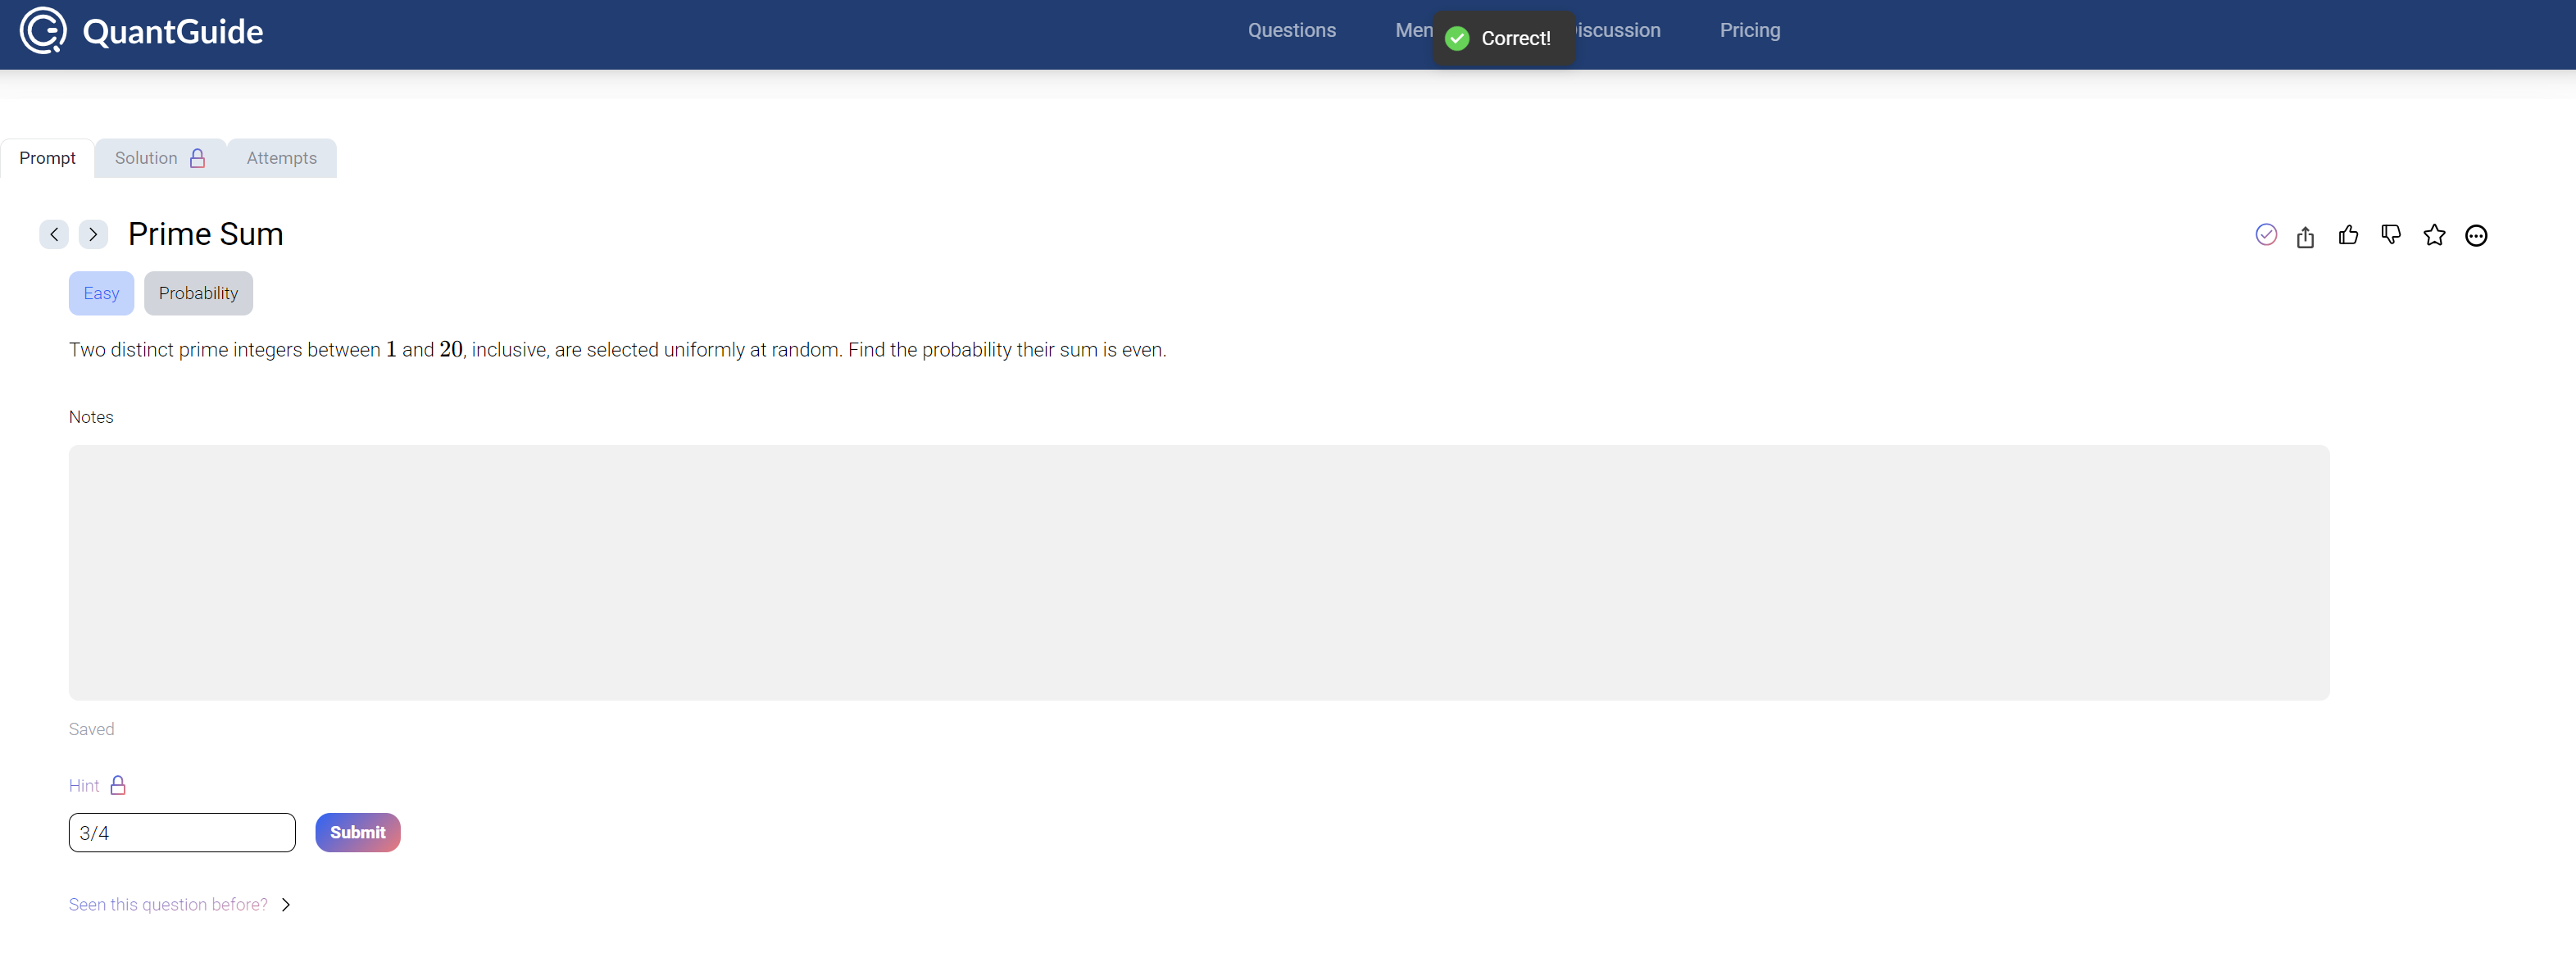 QuantGuide
Questions Men Correct! iscussion Pricing
Prompt Solution Attempts
Prime Sum
Easy Probability
Two distinct prime integers between 1 and 20, inclusive, are selected uniformly at random. Find the probability their sum is even.
Notes
Saved
Hint
3/4 Submit
Seen this question before?